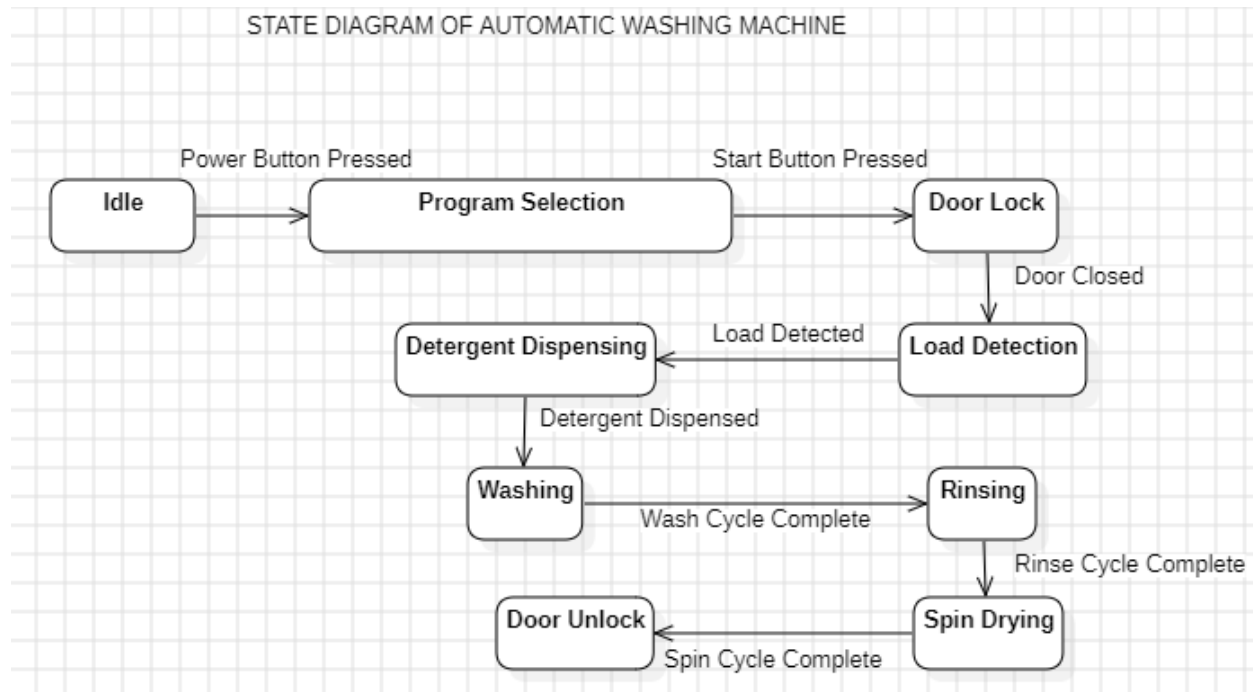 STATE DIAGRAM OF AUTOMATIC WASHING MACHINE
Power Button Pressed
Start Button Pressed
Idle
Program Selection
Door Lock
Door Closed
Load Detected
Detergent Dispensing
Load Detection
Detergent Dispensed
Washing
Rinsing
Wash Cycle Complete
Rinse Cycle Complete
Door Unlock
Spin Drying
Spin Cycle Complete